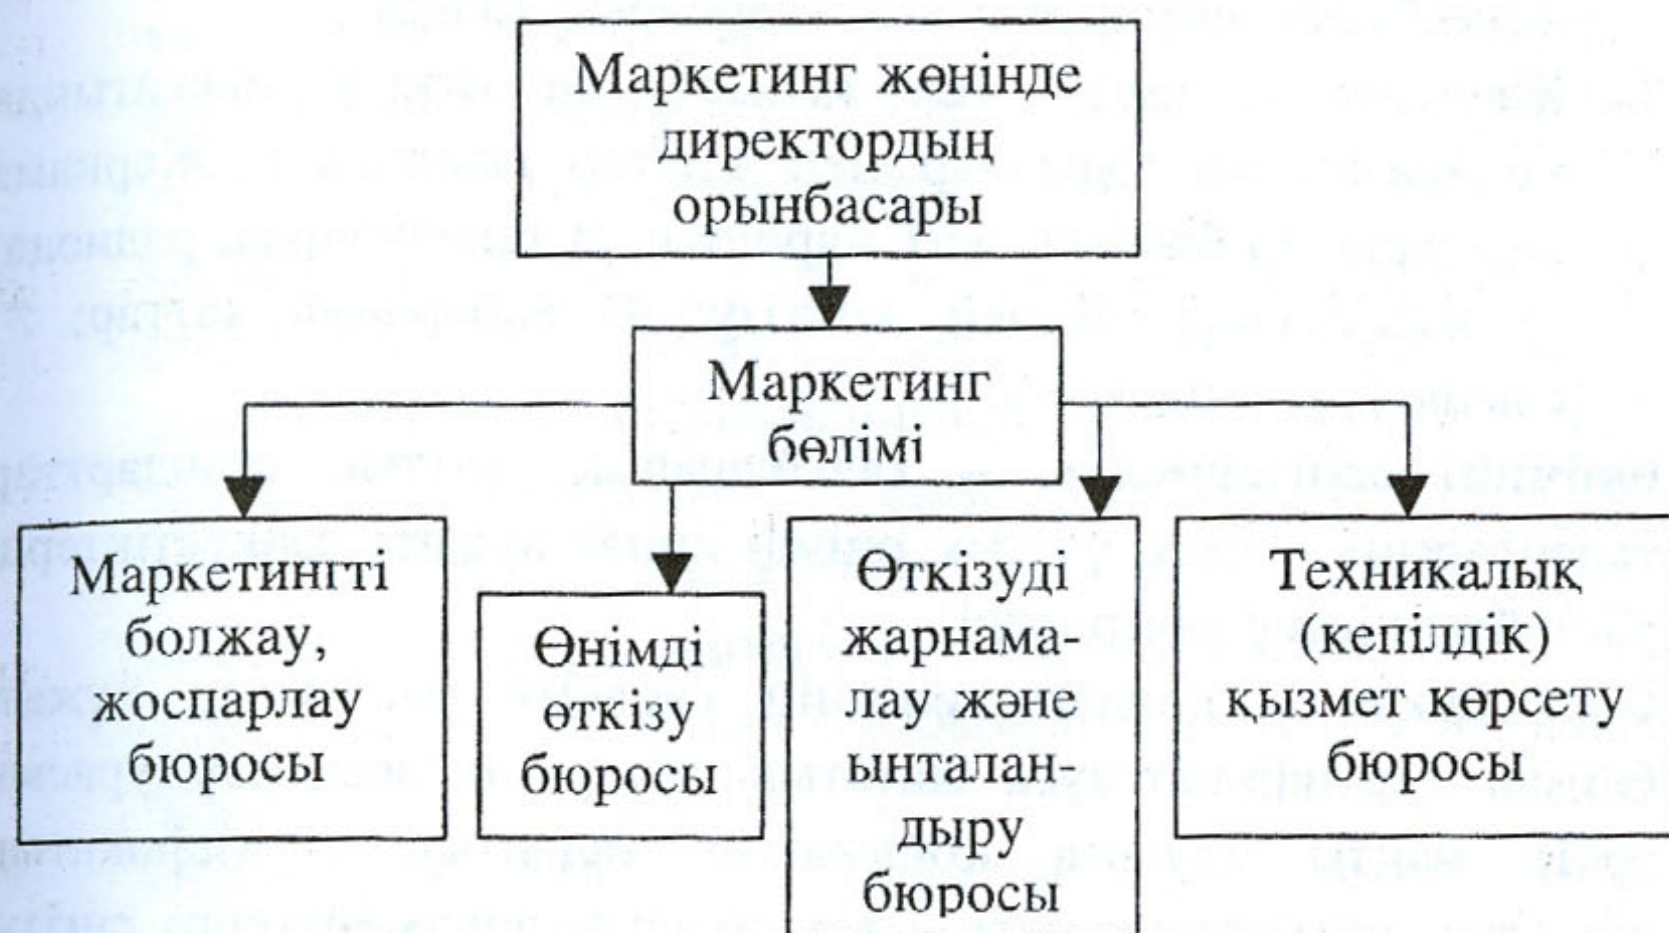 Маркетинг жөнінде
директордың
орынбасары
Маркетинг
бөлімі
Маркетингті
болжау,
жоспарлау
бюросы
Өнімді
өткізу
бюросы
Өткізуді
жарнама-
лау және
ынталан-
дыру
бюросы
Техникалық
(кепілдік)
қызмет көрсету
бюросы